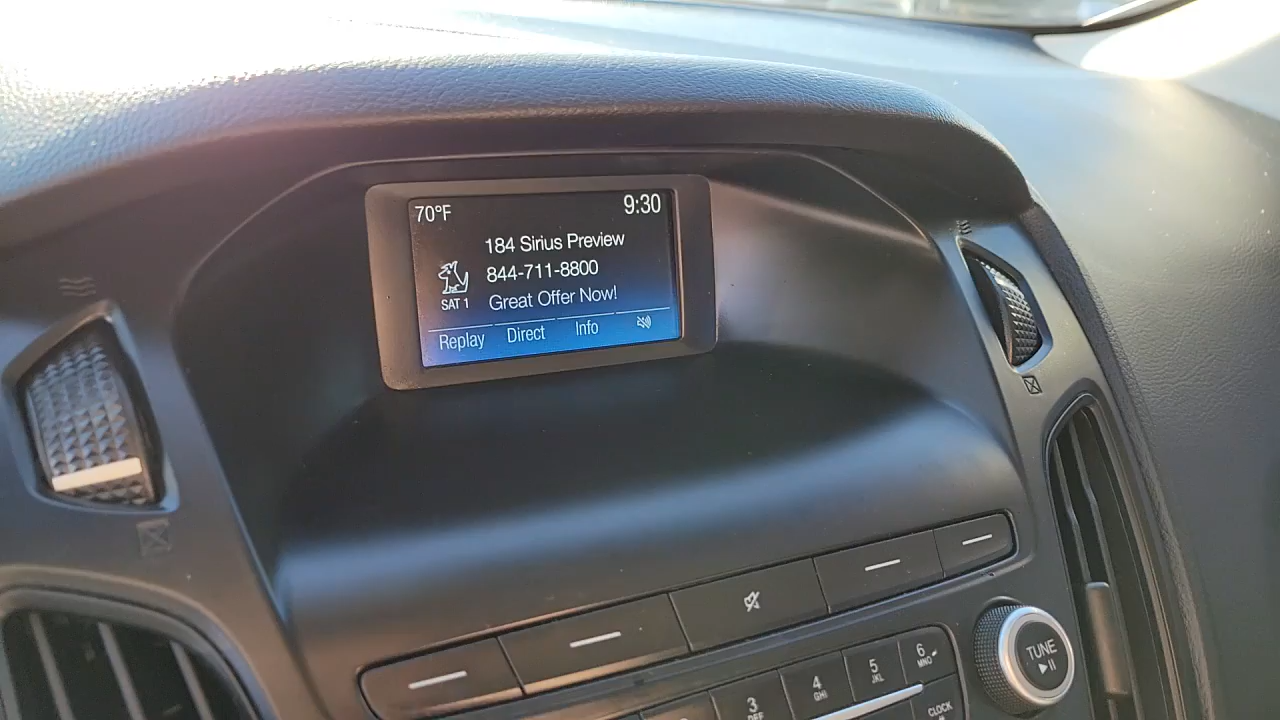 70°F
9:30
184 Sirius Preview
844-711-8800
SAT 1
Great Offer Now!
Replay
Direct
Info
TUNE
6
MNO
5
JKL
4
GHI
3
DEF
CLOCK